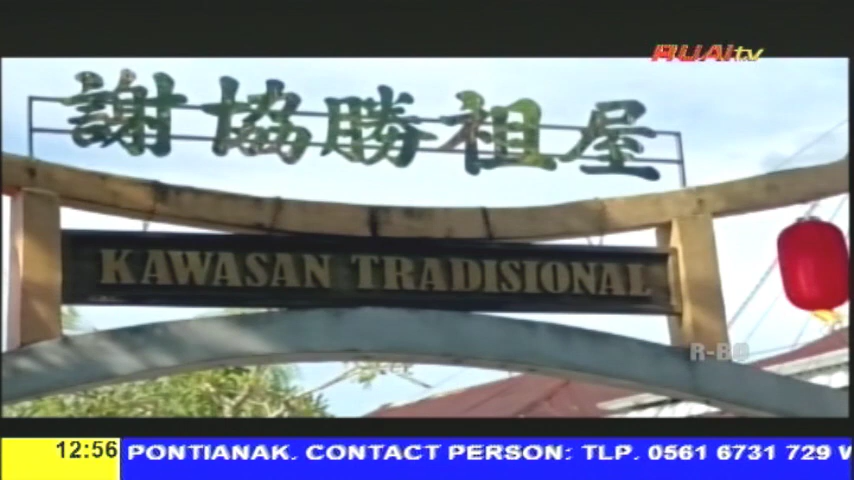 RUAI tv
謝協勝祖屋
KAWASAN TRADISIONAL
R-BO
12:56 PONTIANAK. CONTACT PERSON: TLP. 0561 6731 729 W